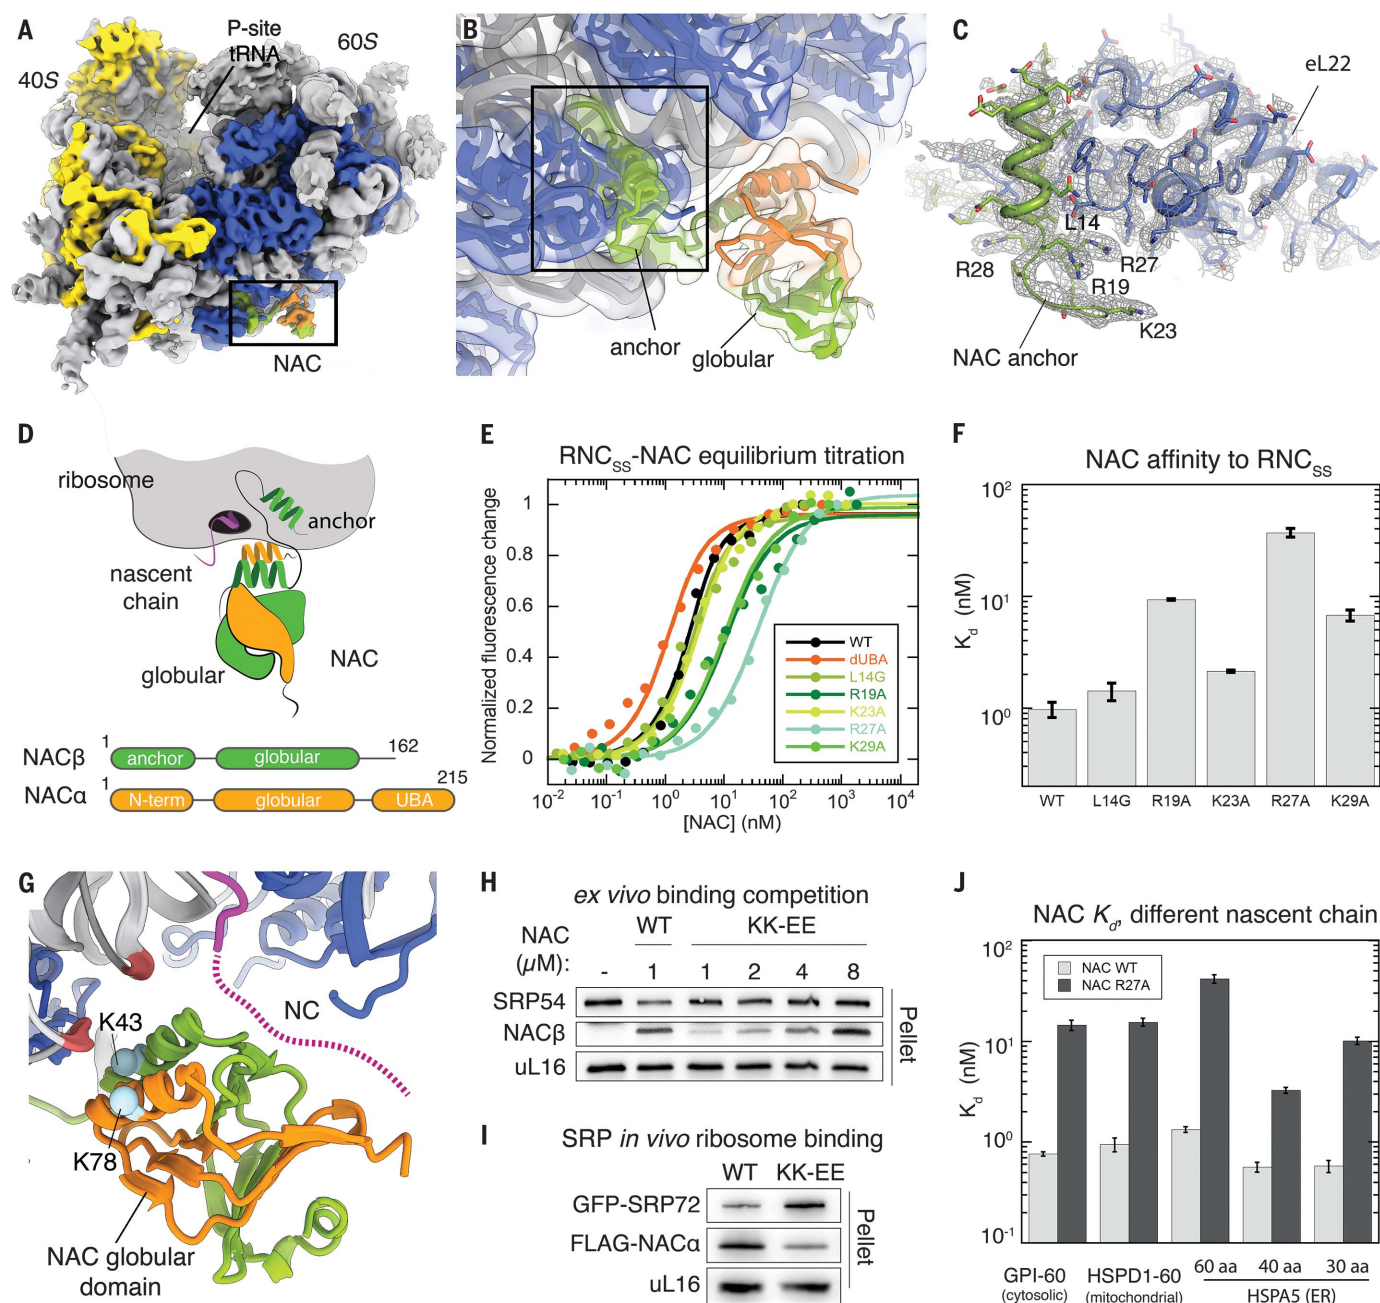 A
P-site
tRNA
60S
40S
NAC
B
anchor
globular
C
eL22
L14
R28
R27
R19
K23
NAC anchor
D
ribosome
anchor
nascent
chain
globular
NAC
1
162
NACβ
anchor
globular
215
1
NACα
N-term
globular
UBA
E
RNCSS-NAC equilibrium titration
Normalized fluorescence change
1
0.8
0.6
0.4
0.2
0
WT
dUBA
L14G
R19A
K23A
R27A
K29A
10-2 10-1 100 101 102 103 104
[NAC] (nM)
F
NAC affinity to RNCSS
Kd (nM)
102
101
100
WT L14G R19A K23A R27A K29A
G
NC
K43
K78
NAC globular
domain
H
ex vivo binding competition
WT KK-EE
NAC
(µM): - 1 1 2 4 8
SRP54
NACβ
uL16
Pellet
I
SRP in vivo ribosome binding
WT KK-EE
GFP-SRP72
FLAG-NACα
uL16
Pellet
J
NAC Kd, different nascent chain
Kd (nM)
102
101
100
10-1
NAC WT
NAC R27A
60 aa 40 aa 30 aa
GPI-60 HSPD1-60
(cytosolic) (mitochondrial) HSPA5 (ER)